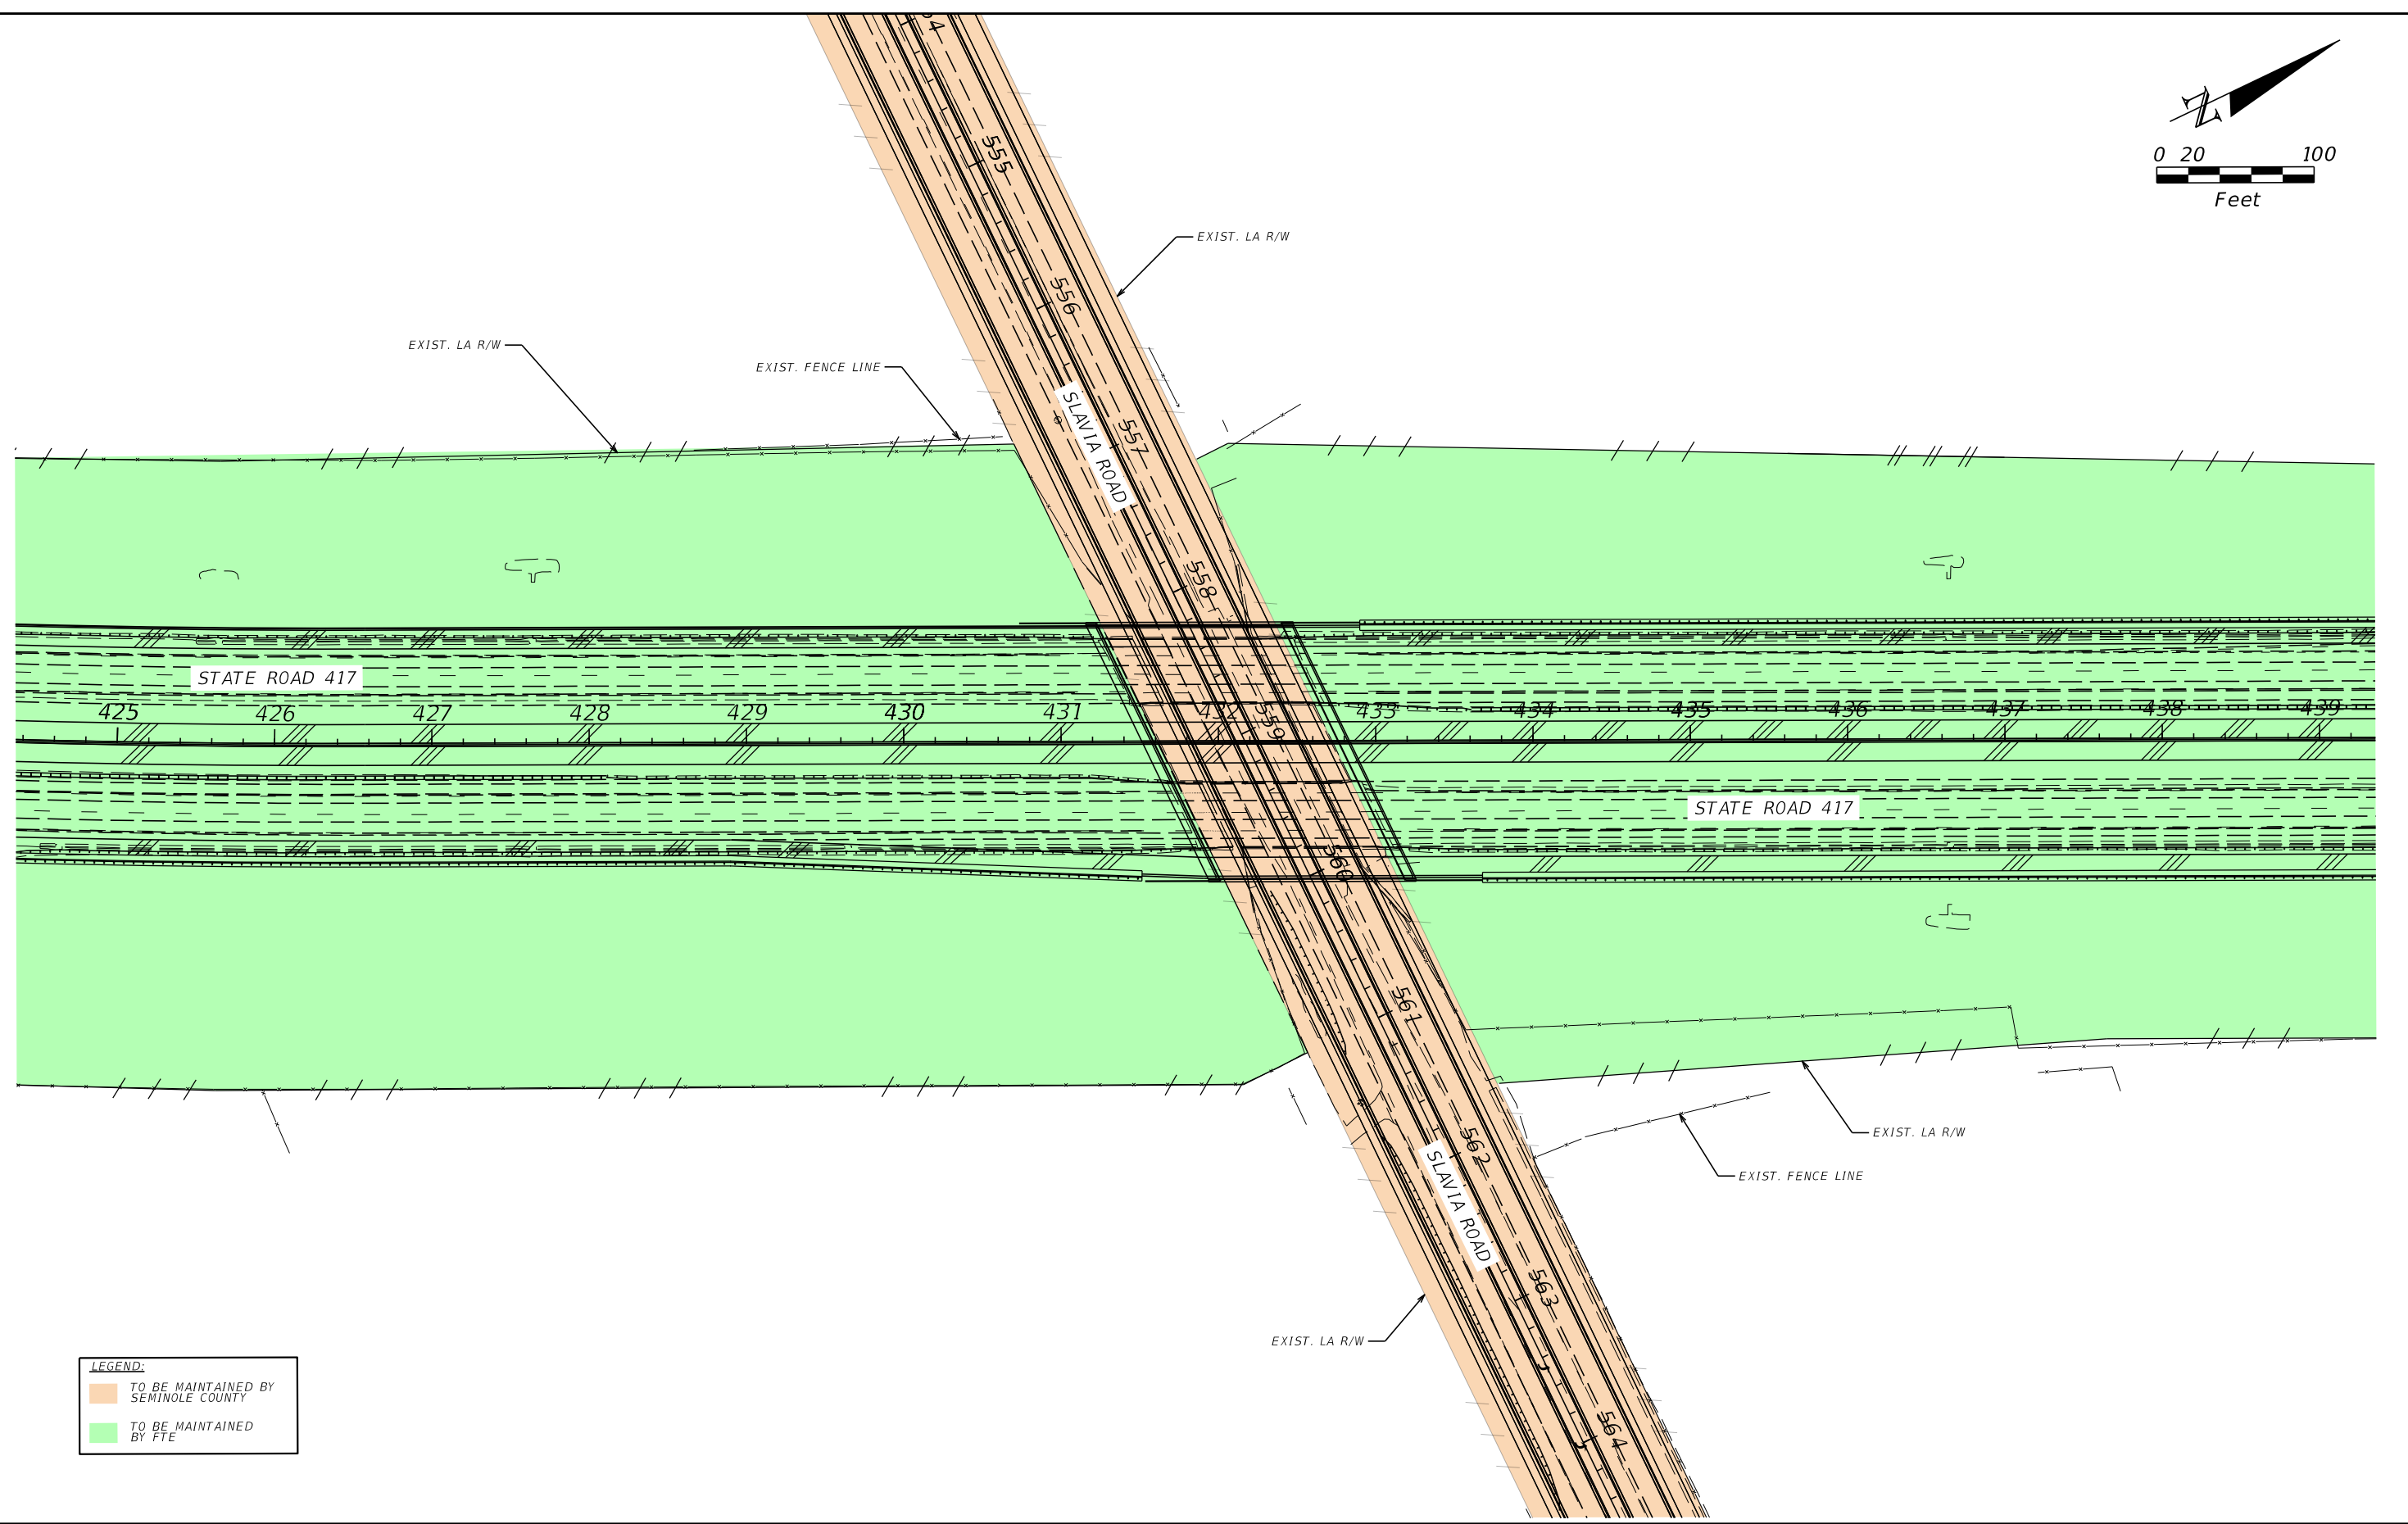 555
0 20 100
Feet
EXIST. LA R/W
556
EXIST. LA R/W
EXIST. FENCE LINE
SLAVIA ROAD
557
558
STATE ROAD 417
425 426 427 428 429 430 431 432 433 434 435 436 437 438 439
559
STATE ROAD 417
560
561
EXIST. LA R/W
562
EXIST. FENCE LINE
SLAVIA ROAD
563
EXIST. LA R/W
LEGEND:
TO BE MAINTAINED BY
SEMINOLE COUNTY
TO BE MAINTAINED
BY FTE
564